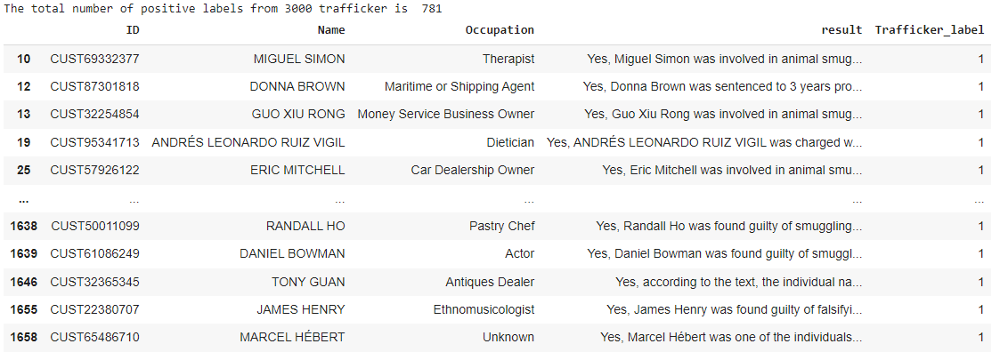 The total number of positive labels from 3000 trafficker is 781
ID Name Occupation result Trafficker_label
10 CUST69332377 MIGUEL SIMON Therapist Yes, Miguel Simon was involved in animal smug... 1
12 CUST87301818 DONNA BROWN Maritime or Shipping Agent Yes, Donna Brown was sentenced to 3 years pro... 1
13 CUST32254854 GUO XIU RONG Money Service Business Owner Yes, Guo Xiu Rong was involved in animal smug... 1
19 CUST95341713 ANDRÉS LEONARDO RUIZ VIGIL Dietician Yes, ANDRÉS LEONARDO RUIZ VIGIL was charged w... 1
25 CUST57926122 ERIC MITCHELL Car Dealership Owner Yes, Eric Mitchell was involved in animal smu... 1
... ... ... ... ... ...
1638 CUST50011099 RANDALL HO Pastry Chef Yes, Randall Ho was found guilty of smuggling... 1
1639 CUST61086249 DANIEL BOWMAN Actor Yes, Daniel Bowman was found guilty of smuggl... 1
1646 CUST32365345 TONY GUAN Antiques Dealer Yes, according to the text, the individual na... 1
1655 CUST22380707 JAMES HENRY Ethnomusicologist Yes, James Henry was found guilty of falsifyi... 1
1658 CUST65486710 MARCEL HÉBERT Unknown Yes, Marcel Hébert was one of the individuals... 1